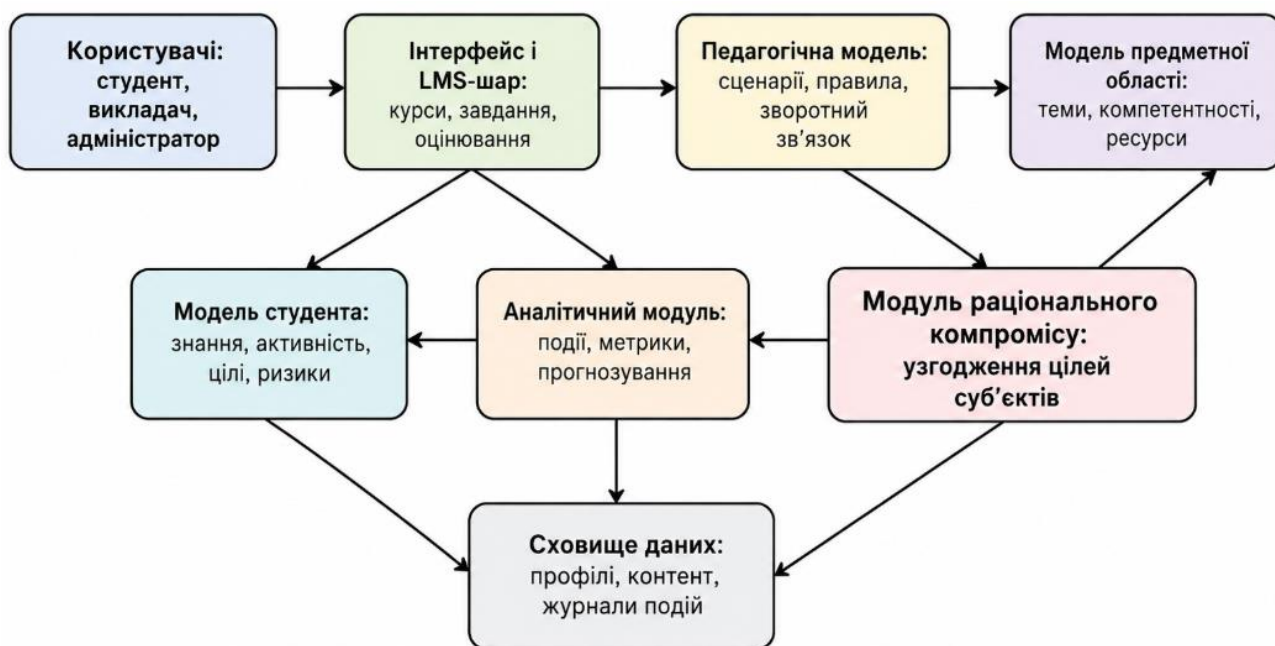 Користувачі:
студент,
викладач,
адміністратор
Інтерфейс і
LMS-шар:
курси, завдання,
оцінювання
Педагогічна модель:
сценарії, правила,
зворотний
зв'язок
Модель предметної
області:
теми, компетентності,
ресурси
Модель студента:
знання, активність,
цілі, ризики
Аналітичний модуль:
події, метрики,
прогнозування
Модуль раціонального
компромісу:
узгодження цілей
суб'єктів
Сховище даних:
профілі, контент,
журнали подій